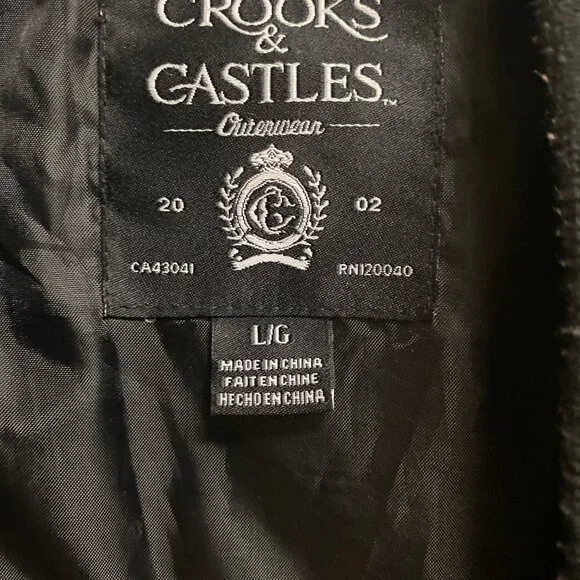 CROOKS
&
CASTLES™
Outerwear
20 02
CA43041 RN120040
L/G
MADE IN CHINA
FAIT EN CHINE
HECHO EN CHINA